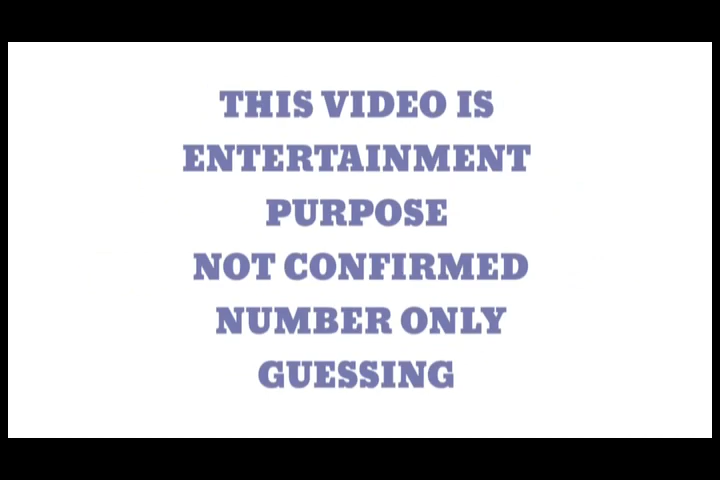 THIS VIDEO IS
ENTERTAINMENT
PURPOSE
NOT CONFIRMED
NUMBER ONLY
GUESSING